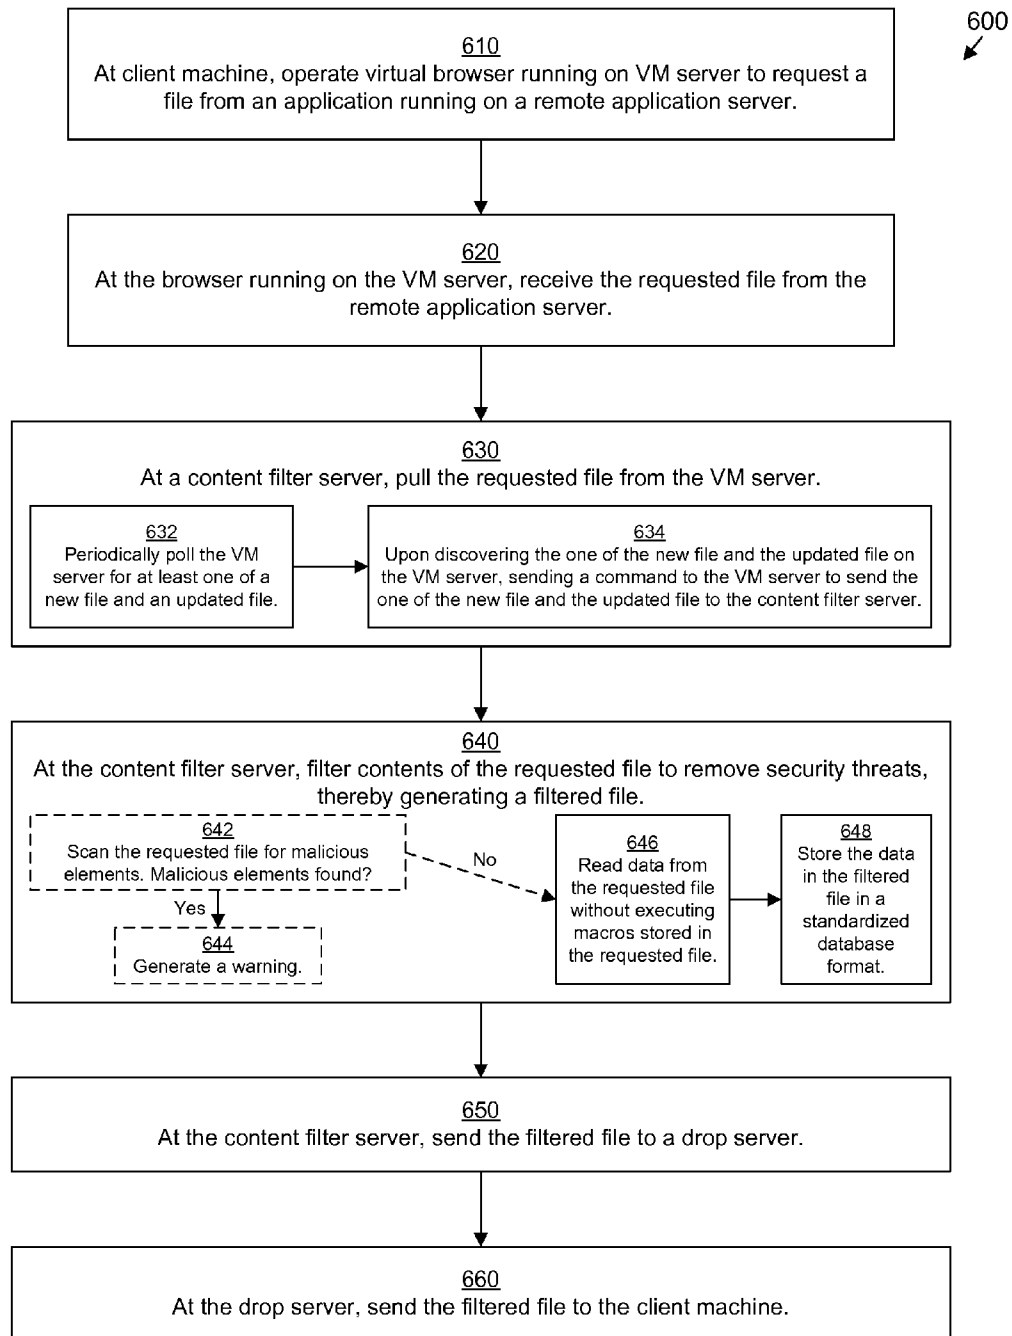 600
610
At client machine, operate virtual browser running on VM server to request a
file from an application running on a remote application server.
620
At the browser running on the VM server, receive the requested file from the
remote application server.
630
At a content filter server, pull the requested file from the VM server.
632
Periodically poll the VM
server for at least one of a
new file and an updated file.
634
Upon discovering the one of the new file and the updated file on
the VM server, sending a command to the VM server to send the
one of the new file and the updated file to the content filter server.
640
At the content filter server, filter contents of the requested file to remove security threats,
thereby generating a filtered file.
642
Scan the requested file for malicious
elements. Malicious elements found?
No
Yes
644
Generate a warning.
646
Read data from
the requested file
without executing
macros stored in
the requested file.
648
Store the data
in the filtered
file in a
standardized
database
format.
650
At the content filter server, send the filtered file to a drop server.
660
At the drop server, send the filtered file to the client machine.